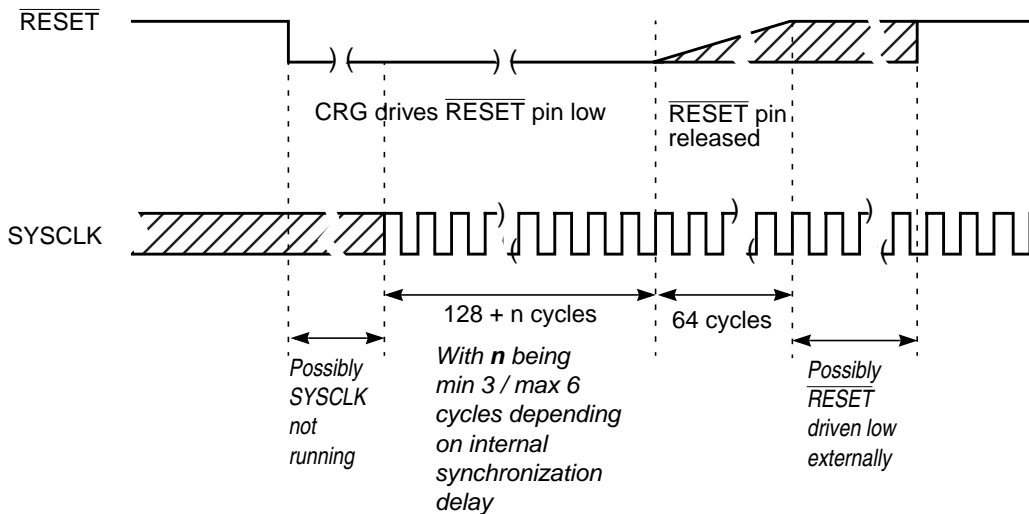 RESET
CRG drives RESET pin low
RESET pin
released
SYSCLK
128 + n cycles
64 cycles
Possibly
SYSCLK
not
running
With n being
min 3 / max 6
cycles depending
on internal
synchronization
delay
Possibly
RESET
driven low
externally